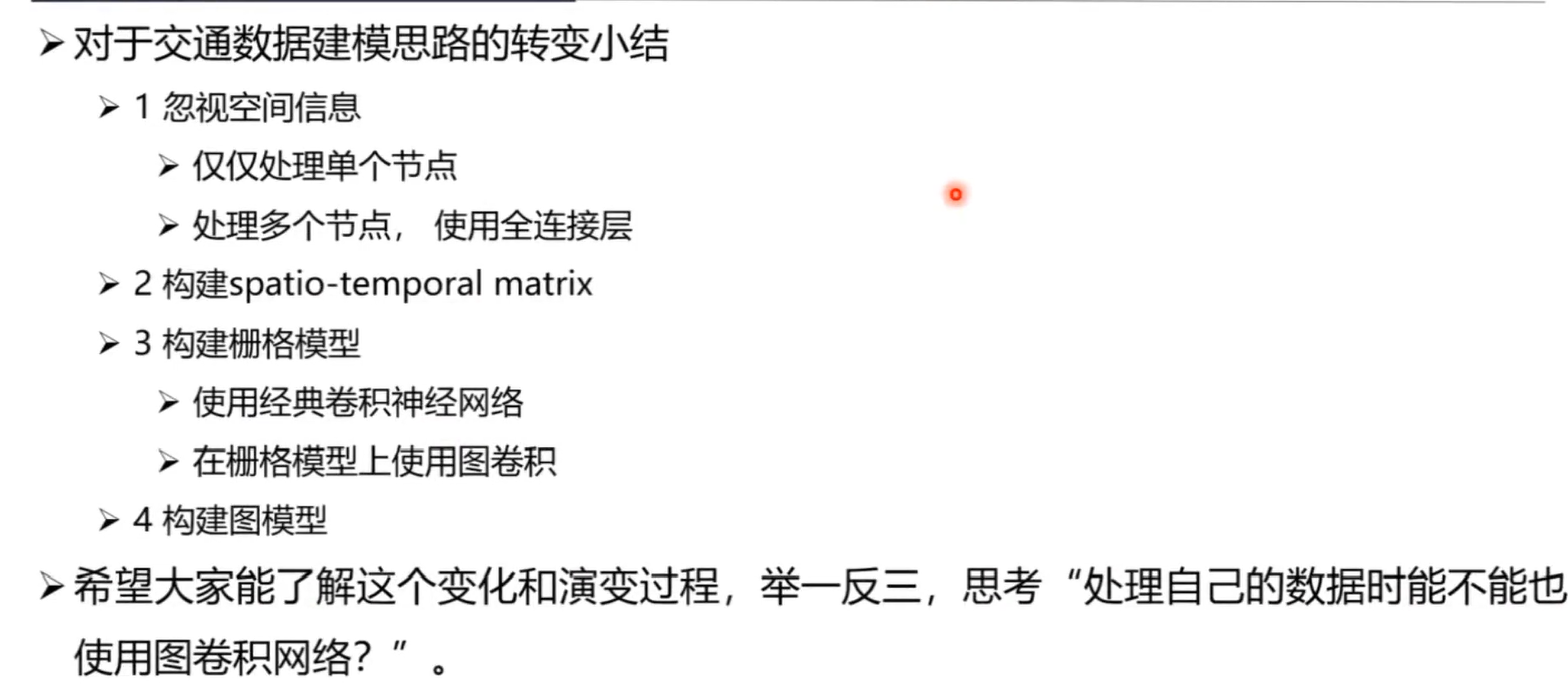 对于交通数据建模思路的转变小结
1 忽视空间信息
仅仅处理单个节点
处理多个节点， 使用全连接层
2 构建spatio-temporal matrix
3 构建栅格模型
使用经典卷积神经网络
在栅格模型上使用图卷积
4 构建图模型
希望大家能了解这个变化和演变过程，举一反三，思考“处理自己的数据时能不能也
使用图卷积网络？”。